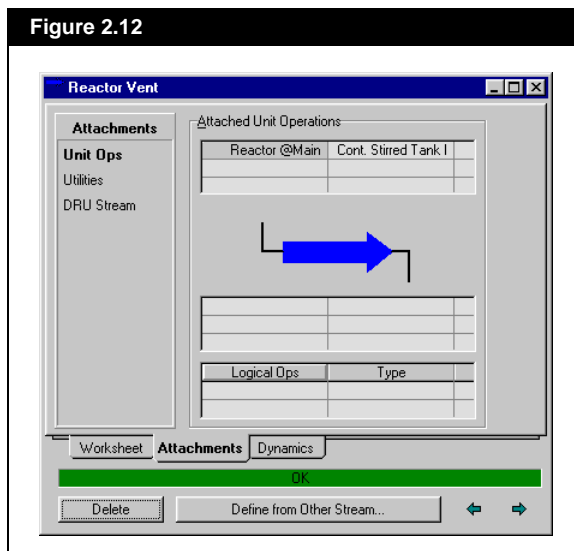 Figure 2.12
Reactor Vent
Attachments
Unit Ops
Utilities
DRU Stream
Attached Unit Operations
Reactor @Main Cont. Stirred Tank I
Logical Ops Type
Worksheet Attachments Dynamics
OK
Delete Define from Other Stream...